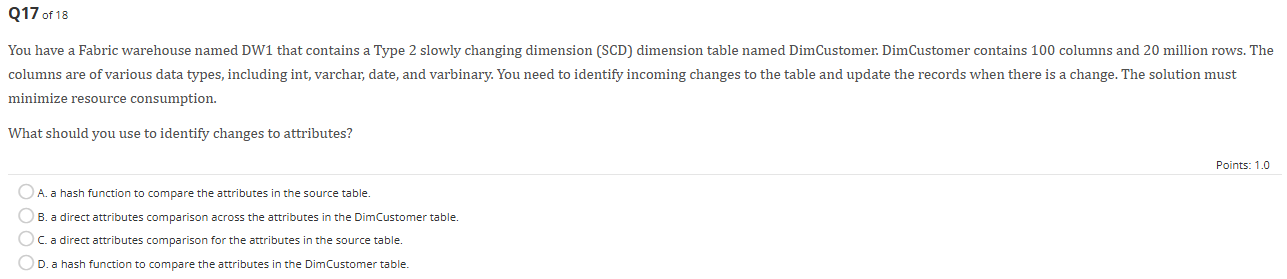 Q17 of 18
You have a Fabric warehouse named DW1 that contains a Type 2 slowly changing dimension (SCD) dimension table named DimCustomer. DimCustomer contains 100 columns and 20 million rows. The
columns are of various data types, including int, varchar, date, and varbinary. You need to identify incoming changes to the table and update the records when there is a change. The solution must
minimize resource consumption.
What should you use to identify changes to attributes?
Points: 1.0
A. a hash function to compare the attributes in the source table.
B. a direct attributes comparison across the attributes in the DimCustomer table.
C. a direct attributes comparison for the attributes in the source table.
D. a hash function to compare the attributes in the DimCustomer table.